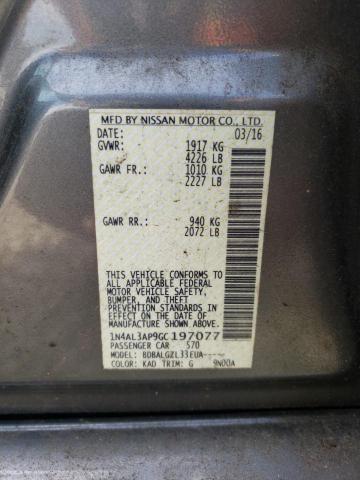 MFD BY NISSAN MOTOR CO., LTD.
DATE: 03/16
GVWR: 1917 KG
4226 LB
GAWR FR.: 1010 KG
2227 LB
GAWR RR.: 940 KG
2072 LB
THIS VEHICLE CONFORMS TO
ALL APPLICABLE FEDERAL
MOTOR VEHICLE SAFETY,
BUMPER, AND THEFT
PREVENTION STANDARDS IN
EFFECT ON THE DATE OF
MANUFACTURE SHOWN ABOVE.
1N4AL3AP9GC197077
PASSENGER CAR 570
MODEL: BDBALGZL33EUA-----
COLOR: KAD TRIM: G 9N00A